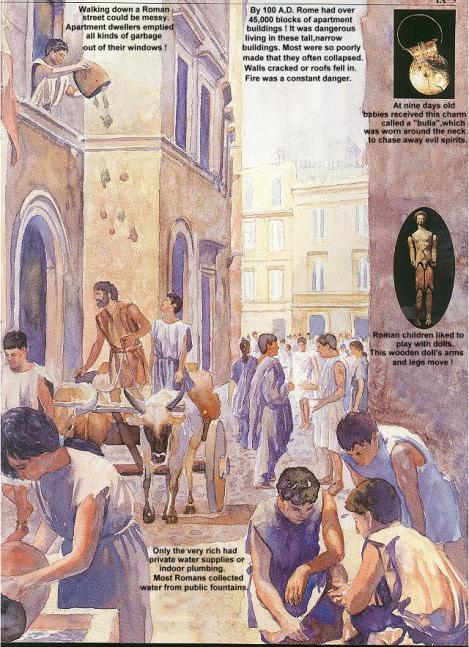 Walking down a Roman
street could be messy.
Apartment dwellers emptied
all kinds of garbage
out of their windows !
By 100 A.D. Rome had over
45,000 blocks of apartment
buildings ! It was dangerous
living in these tall,narrow
buildings. Most were so poorly
made that they often collapsed.
Walls cracked or roofs fell in.
Fire was a constant danger.
At nine days old
babies received this charm
called a "bulla",which
was worn around the neck
to chase away evil spirits.
Roman children liked to
play with dolls.
This wooden doll's arms
and legs move !
Only the very rich had
private water supplies or
indoor plumbing.
Most Romans collected
water from public fountains.